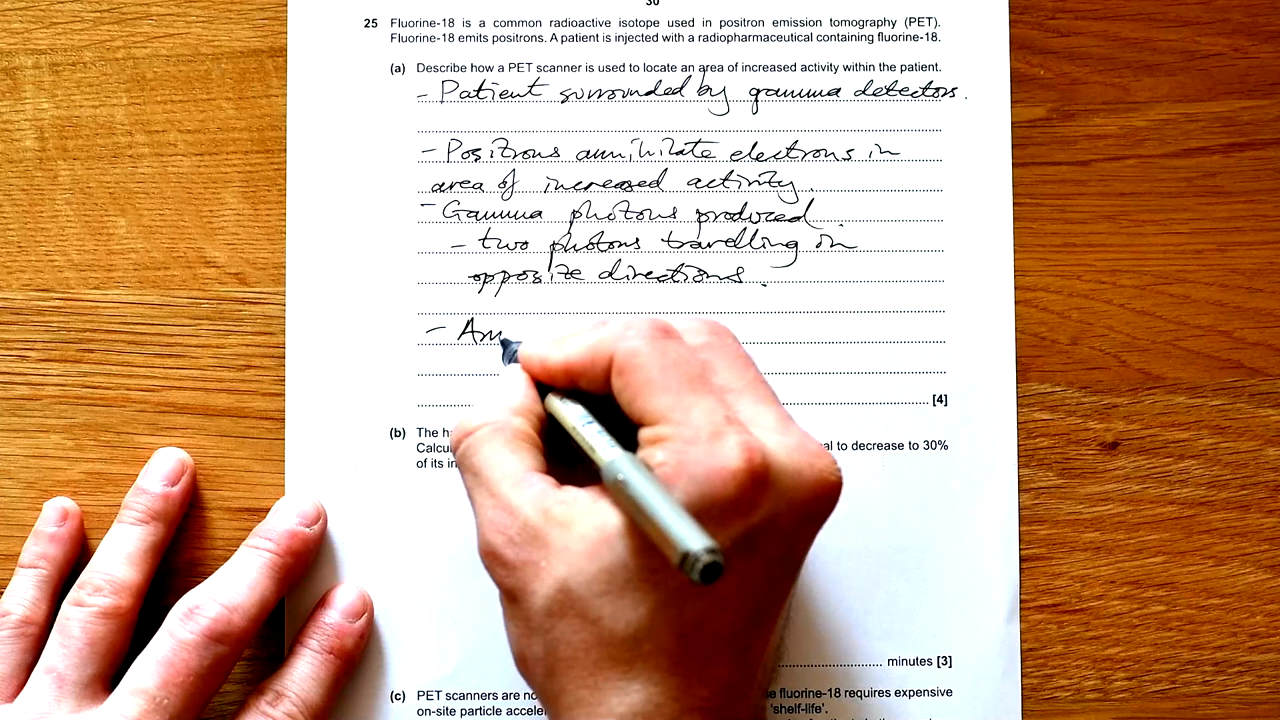 30
25 Fluorine-18 is a common radioactive isotope used in positron emission tomography (PET).
Fluorine-18 emits positrons. A patient is injected with a radiopharmaceutical containing fluorine-18.
(a) Describe how a PET scanner is used to locate an area of increased activity within the patient.
- Patient surrounded by gamma detectors.
- Positrons annihilate electrons in
area of increased activity.
- Gamma photons produced
- two photons travelling in
opposite directions.
- Ann
[4]
(b) The h
Calcu al to decrease to 30%
of its in
minutes [3]
(c) PET scanners are no e fluorine-18 requires expensive
on-site particle accele 'shelf-life'.